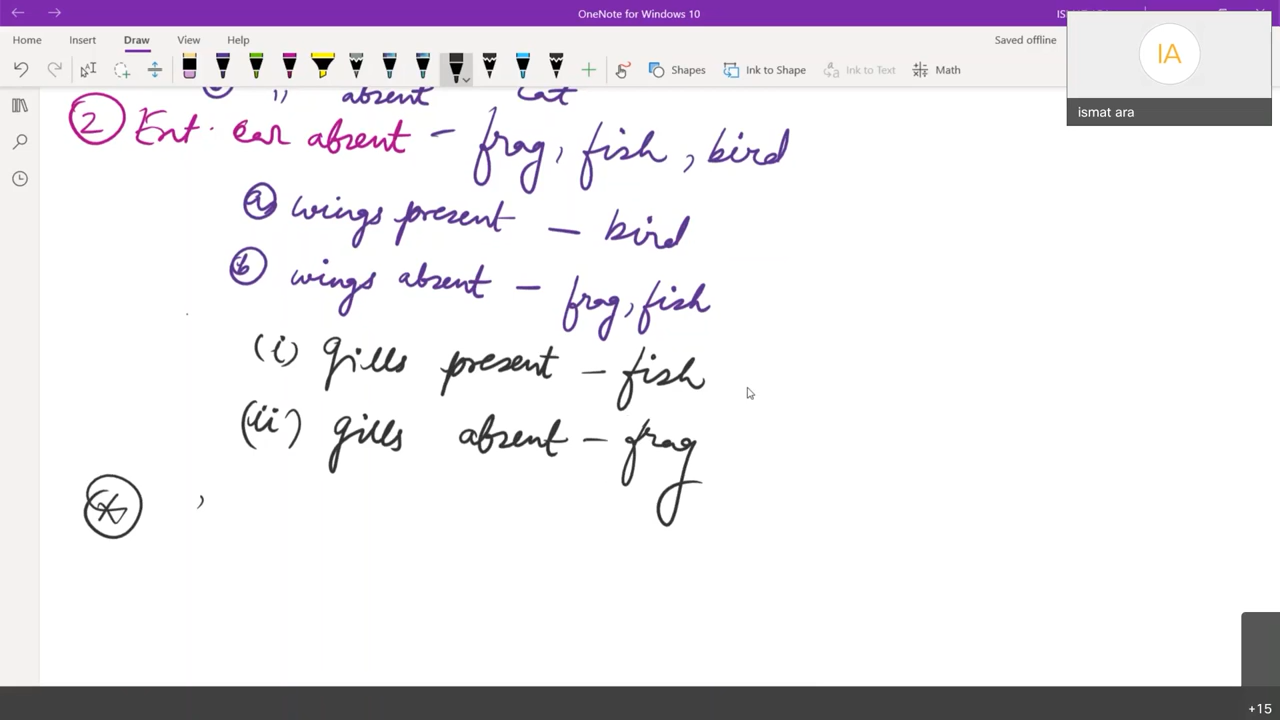 OneNote for Windows 10
Home Insert Draw View Help Saved offline
Shapes Ink to Shape Ink to Text Math
IA
ismat ara
" absent Cat
2 Ext. ear absent - frog, fish, bird
a wings present - bird
b wings absent - frog, fish
(i) gills present - fish
(ii) gills absent - frog
+15